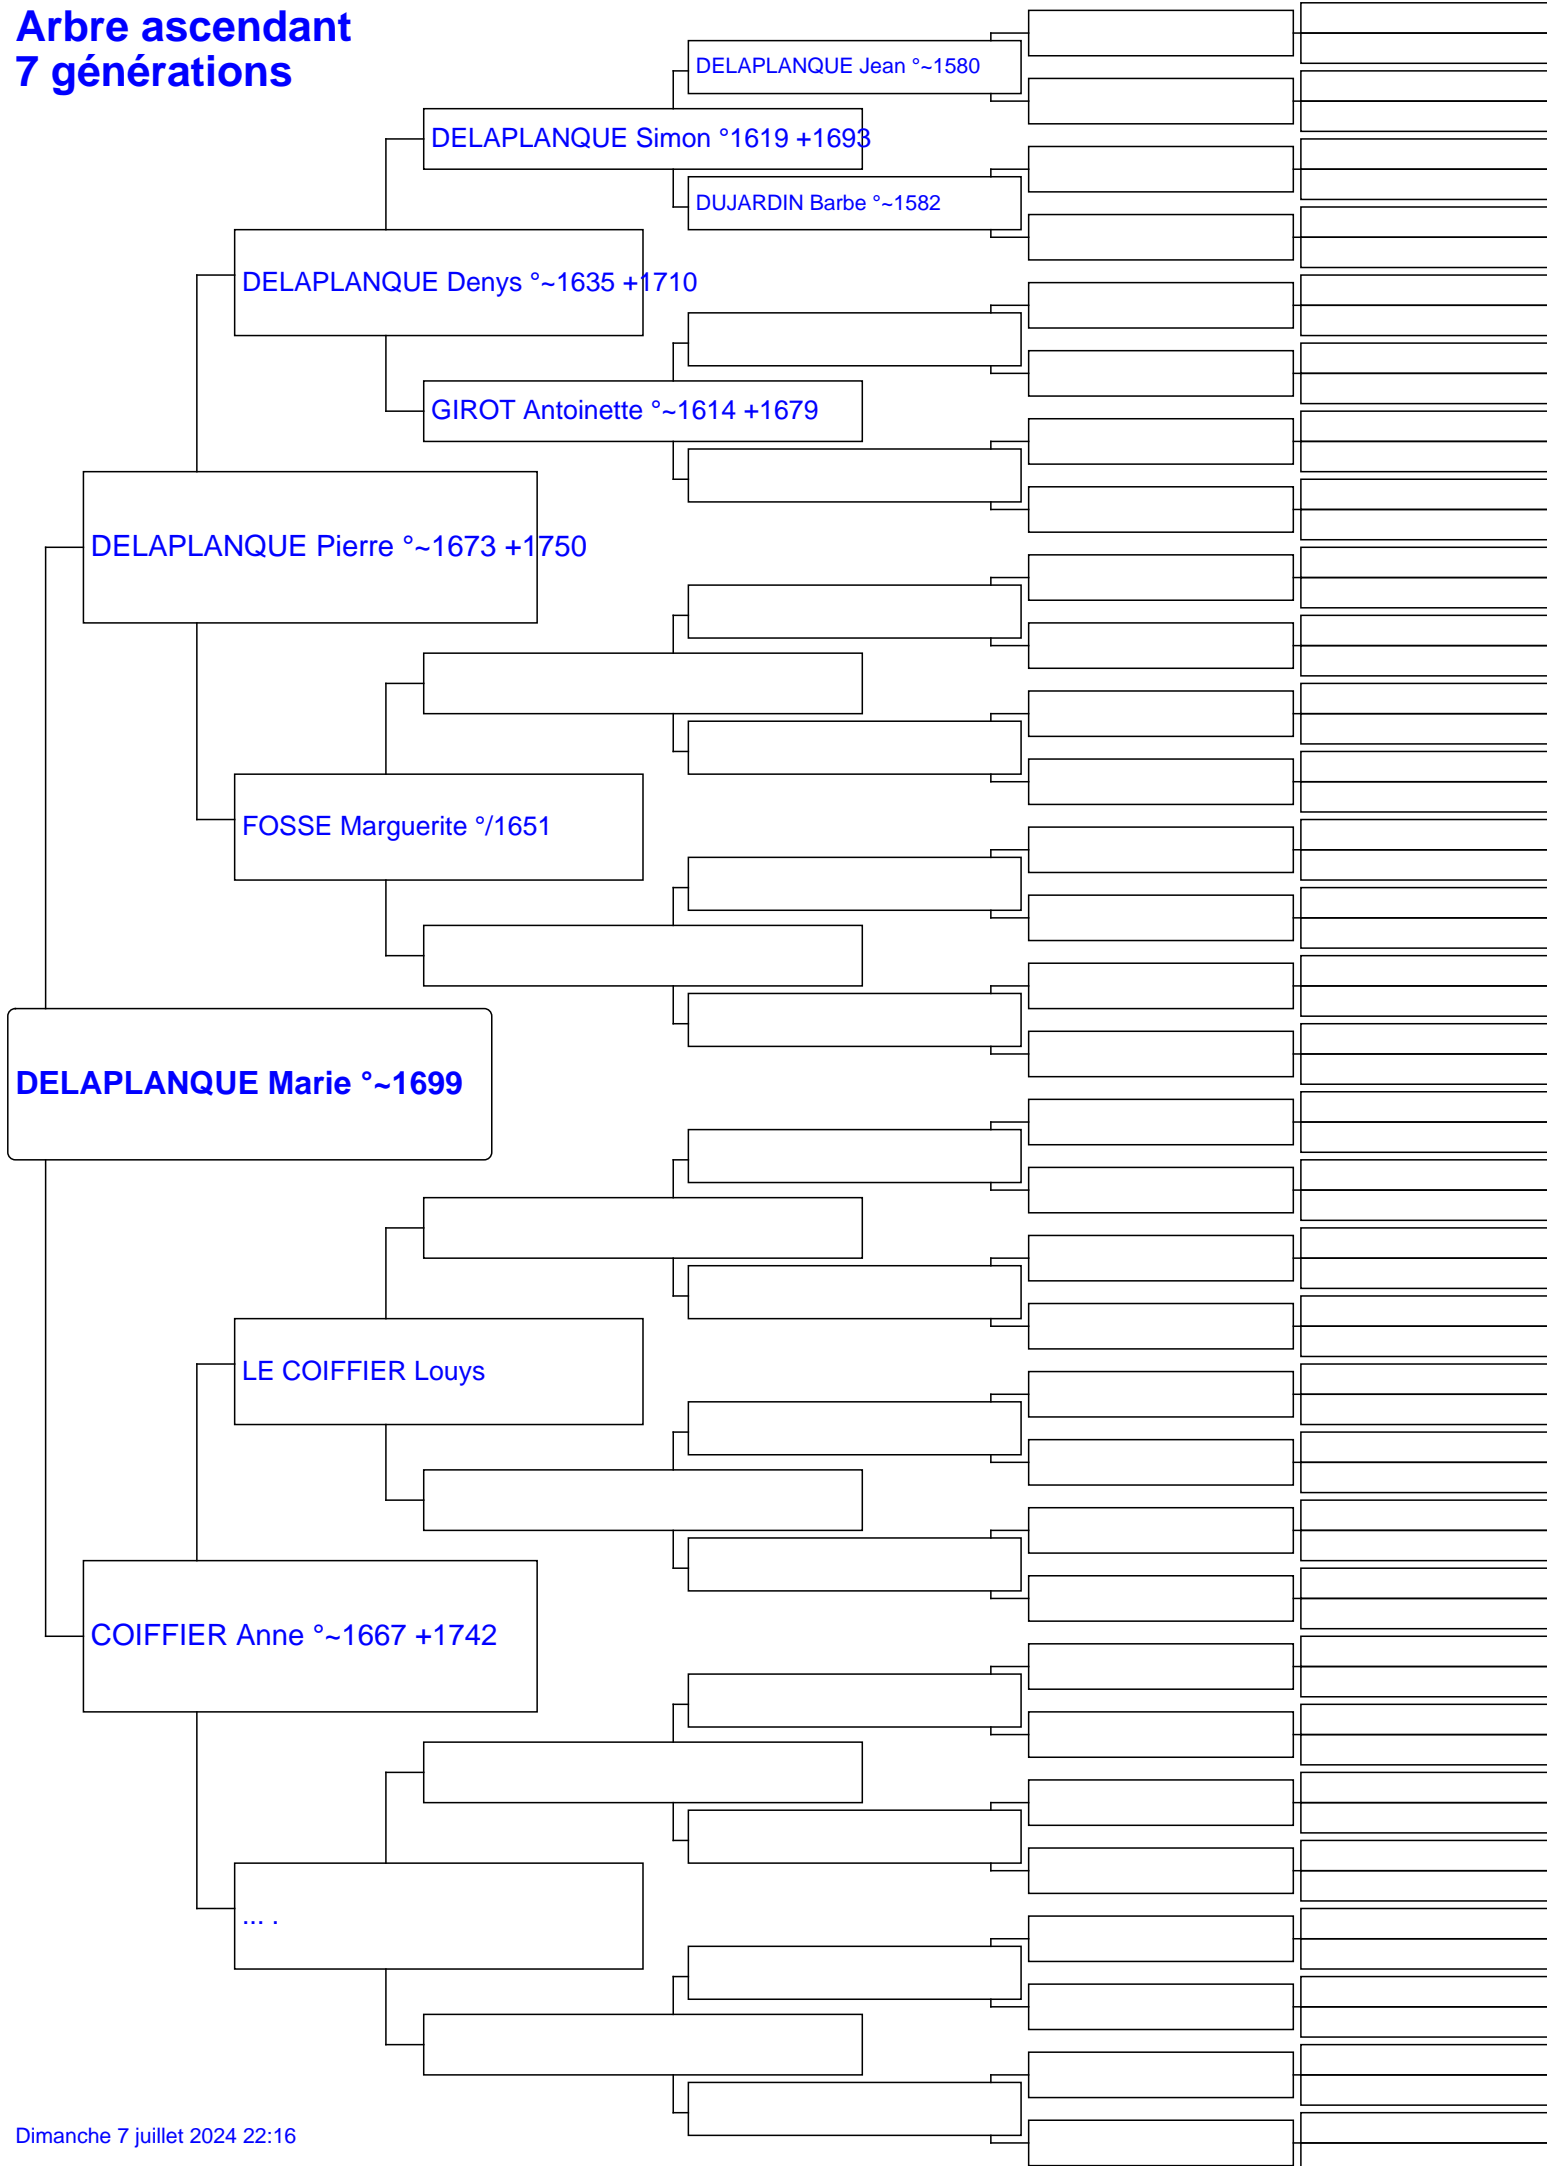 Arbre ascendant
7 générations
DELAPLANQUE Jean °~1580
DELAPLANQUE Simon °1619 +1693
DUJARDIN Barbe °~1582
DELAPLANQUE Denys °~1635 +1710
GIROT Antoinette °~1614 +1679
DELAPLANQUE Pierre °~1673 +1750
FOSSE Marguerite °/1651
DELAPLANQUE Marie °~1699
LE COIFFIER Louys
COIFFIER Anne °~1667 +1742
... .
Dimanche 7 juillet 2024 22:16